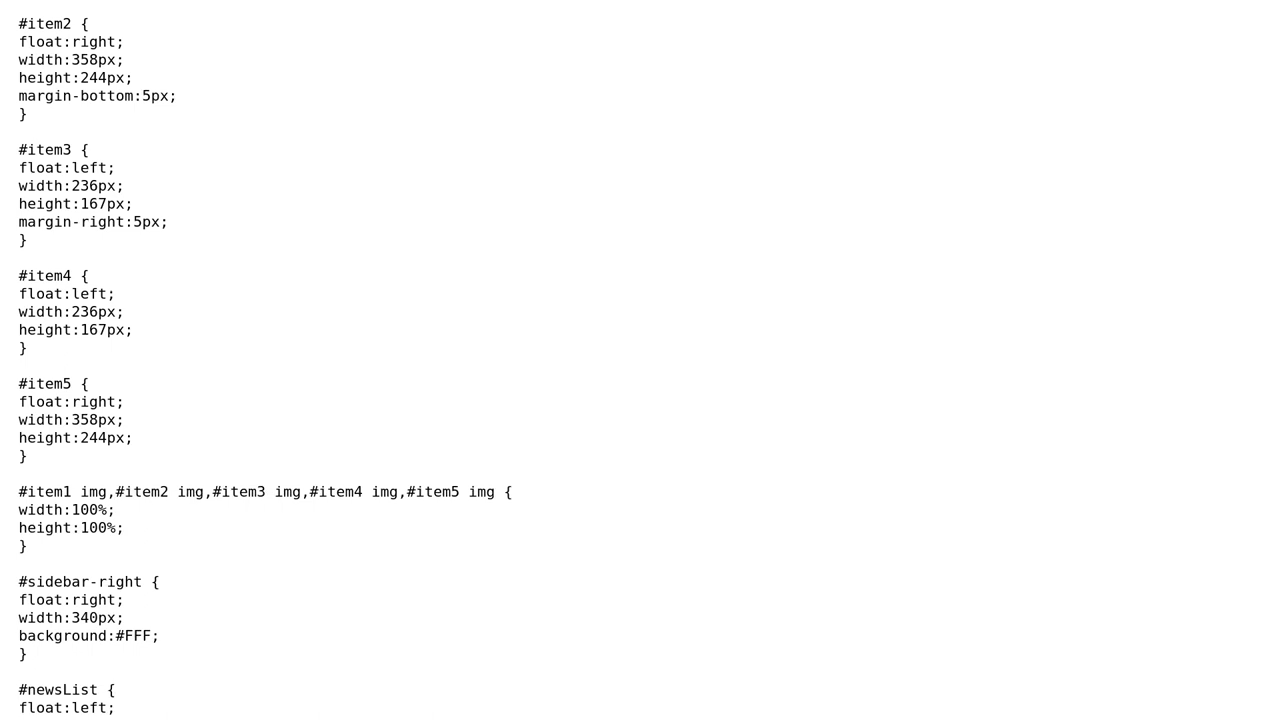 #item2 {
float:right;
width:358px;
height:244px;
margin-bottom:5px;
}

#item3 {
float:left;
width:236px;
height:167px;
margin-right:5px;
}

#item4 {
float:left;
width:236px;
height:167px;
}

#item5 {
float:right;
width:358px;
height:244px;
}

#item1 img,#item2 img,#item3 img,#item4 img,#item5 img {
width:100%;
height:100%;
}

#sidebar-right {
float:right;
width:340px;
background:#FFF;
}

#newsList {
float:left;